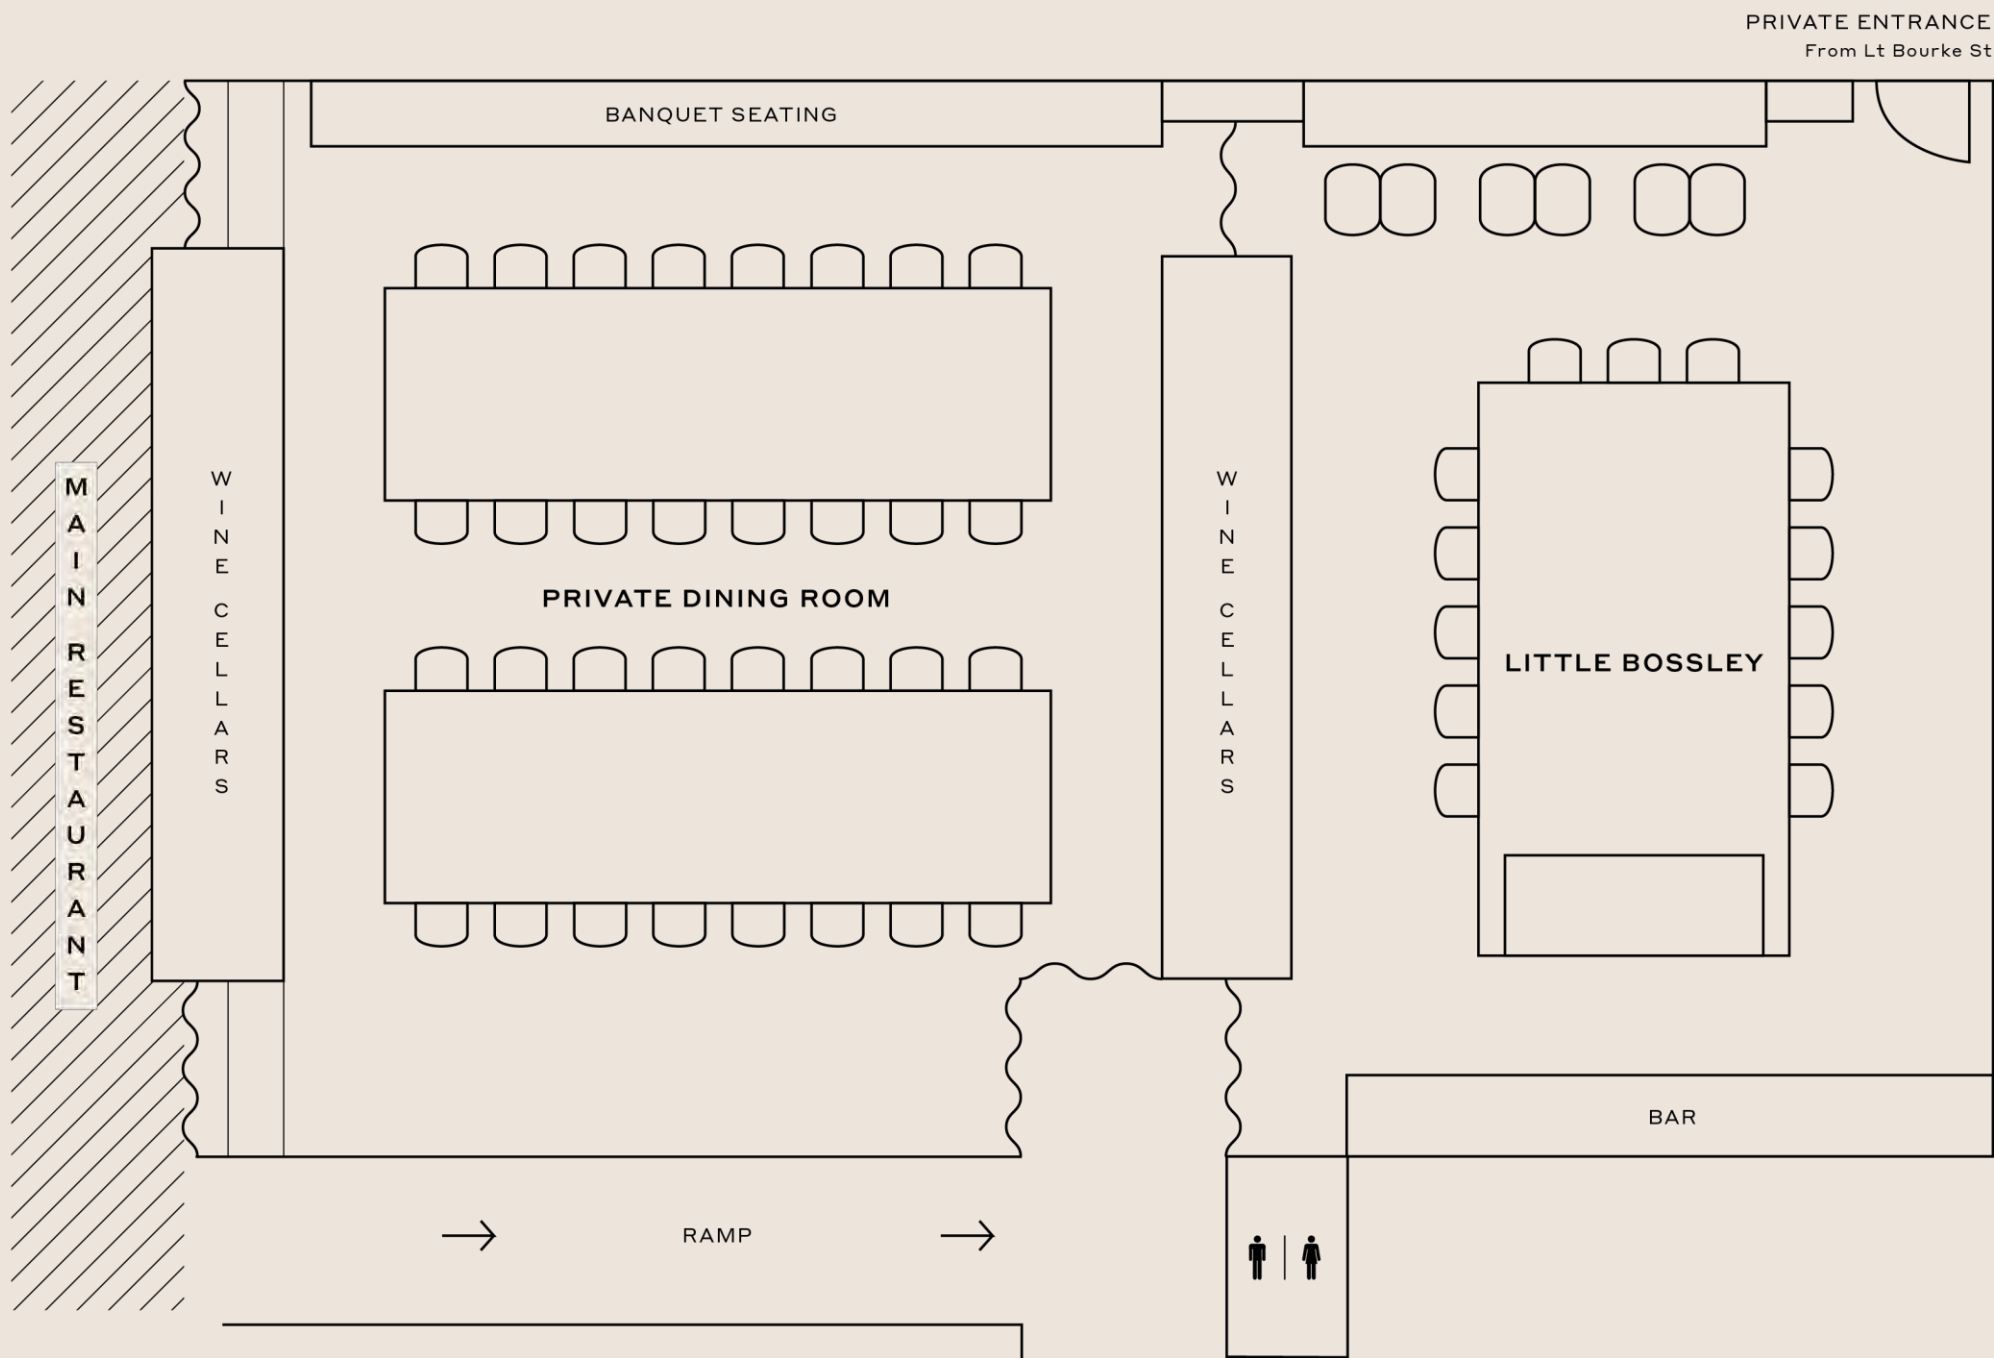 PRIVATE ENTRANCE
From Lt Bourke St
BANQUET SEATING
MAIN RESTAURANT
WINE CELLARS
PRIVATE DINING ROOM
WINE CELLARS
LITTLE BOSSLEY
BAR
RAMP